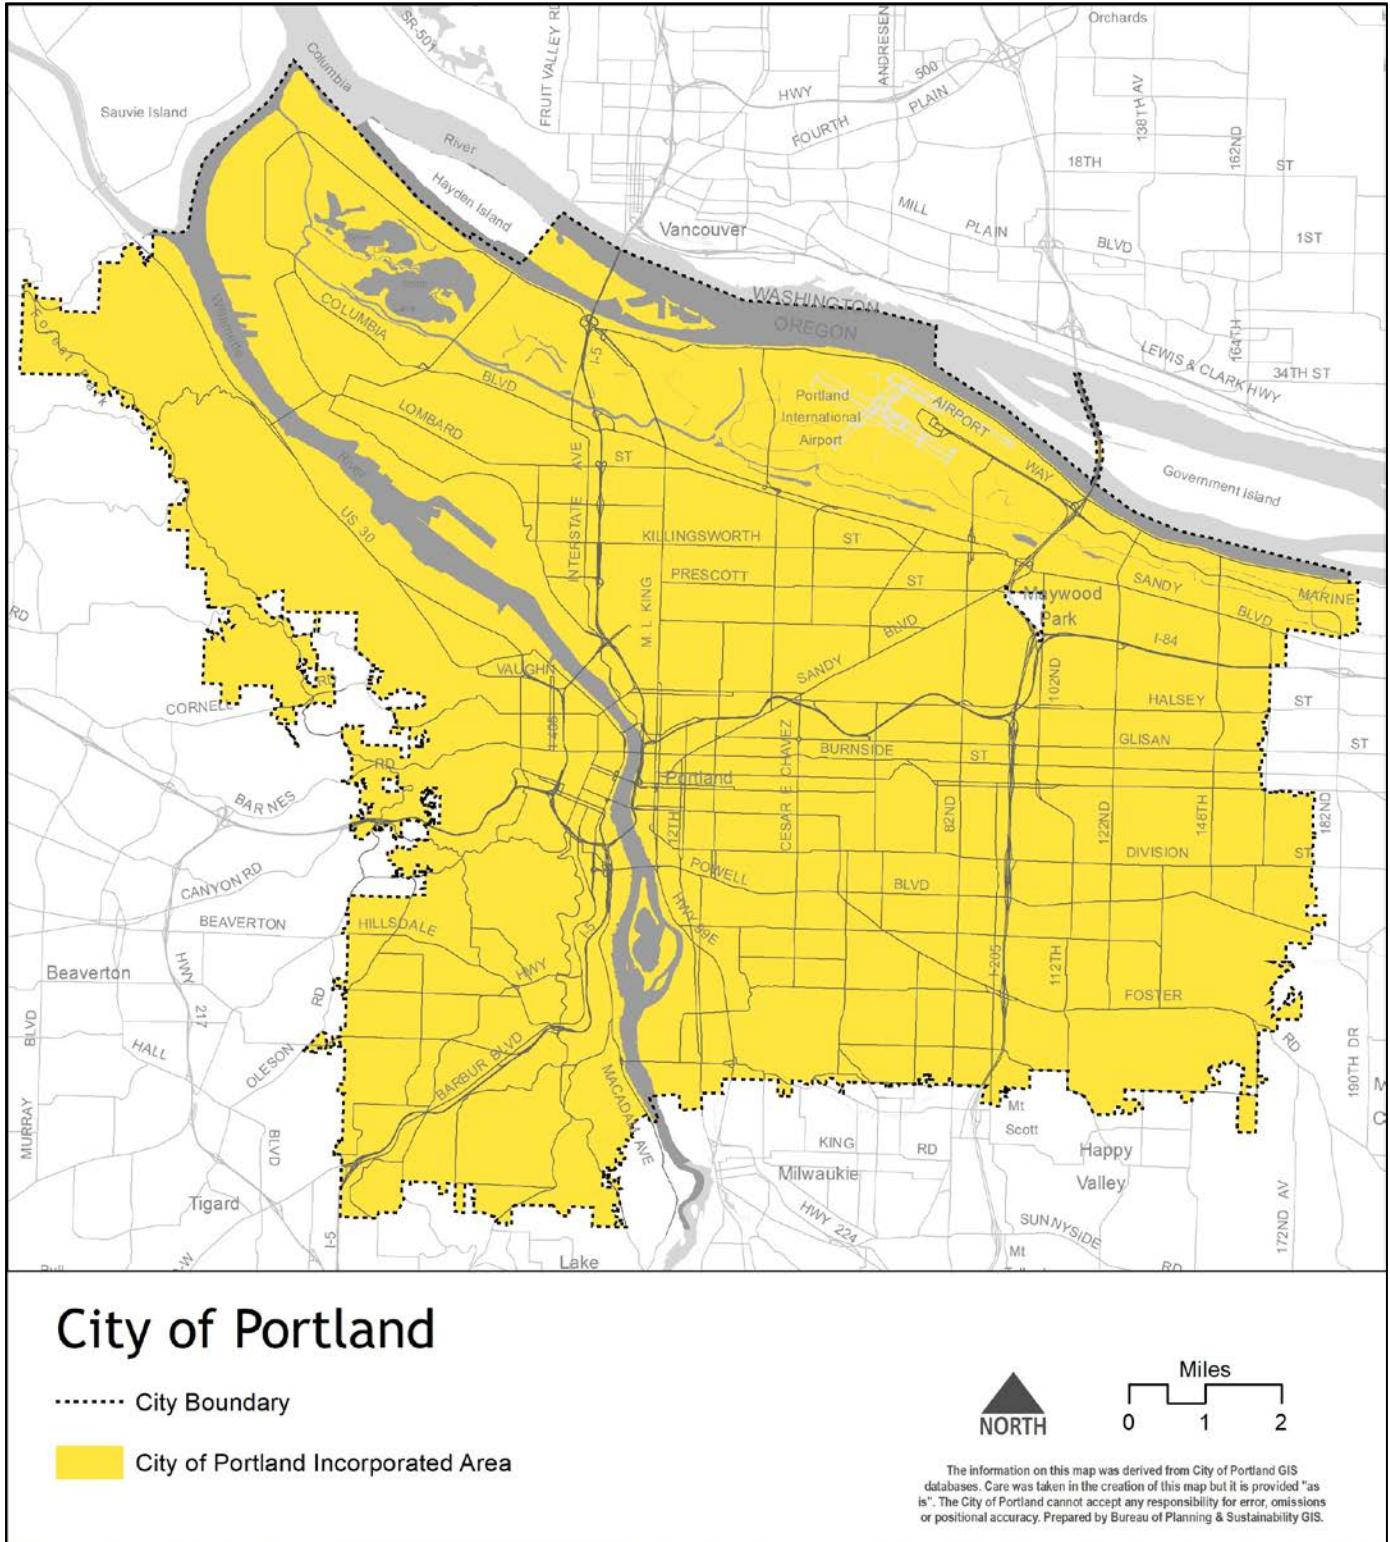 Orchards
SR-501
FRUIT VALLEY RD
ANDRESEN
Columbia
500
HWY
PLAIN
138TH AV
Sauvie Island
FOURTH
162ND
River
18TH
ST
Hayden Island
MILL
PLAIN
Vancouver
BLVD
1ST
WASHINGTON
OREGON
COLUMBIA
Willamette
Forest Park
164TH
LEWIS & CLARK HWY
34TH ST
I-5
BLVD
Portland
International
Airport
AIRPORT
WAY
LOMBARD
ST
INTERSTATE AVE
River
Government Island
US 30
KILLINGSWORTH
ST
PRESCOTT
ST
M. L KING
SANDY
BLVD
MARINE
Maywood
Park
RD
SANDY
BLVD
I-84
VAUGHN
RD
102ND
CORNELL
HALSEY
ST
I 405
CESAR E CHAVEZ
BURNSIDE
ST
GLISAN
ST
RD
Portland
BARNES
12TH
82ND
122ND
148TH
182ND
POWELL
BLVD
DIVISION
ST
CANYON RD
BEAVERTON
HILLSDALE
HWY
HWY 99E
I-5
I-205
112TH
Beaverton
HWY
217
RD
FOSTER
RD
BLVD
HALL
OLESON
BARBUR BLVD
MACADAM AVE
190TH DR
MURRAY
BLVD
Mt
Scott
KING
RD
Happy
Valley
Milwaukie
Tigard
HWY 224
SUNNYSIDE
RD
172ND AV
I-5
Mt
Lake
City of Portland
City Boundary
City of Portland Incorporated Area
NORTH
Miles
0 1 2
The information on this map was derived from City of Portland GIS
databases. Care was taken in the creation of this map but it is provided "as
is". The City of Portland cannot accept any responsibility for error, omissions
or positional accuracy. Prepared by Bureau of Planning & Sustainability GIS.